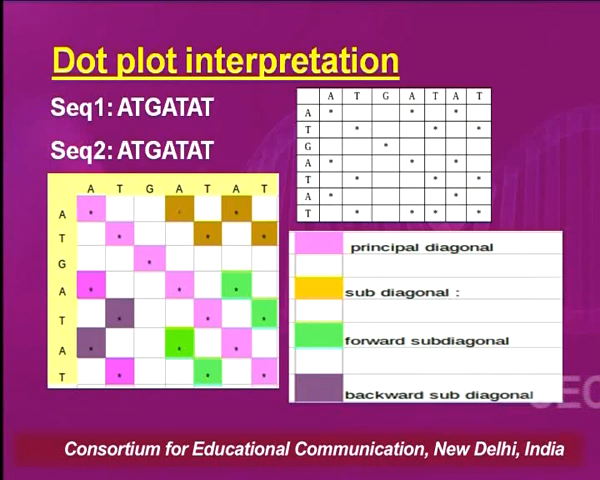 Dot plot interpretation
Seq1: ATGATAT
Seq2: ATGATAT
A T G A T A T
A * * *
T * * *
G *
A * * *
T * * *
A * *
T * * * *
A T G A T A T
A * * *
T * * *
G *
A * * *
T * * *
A * * *
T * * * *
principal diagonal
sub diagonal :
forward subdiagonal
backward sub diagonal
CEC
Consortium for Educational Communication, New Delhi, India